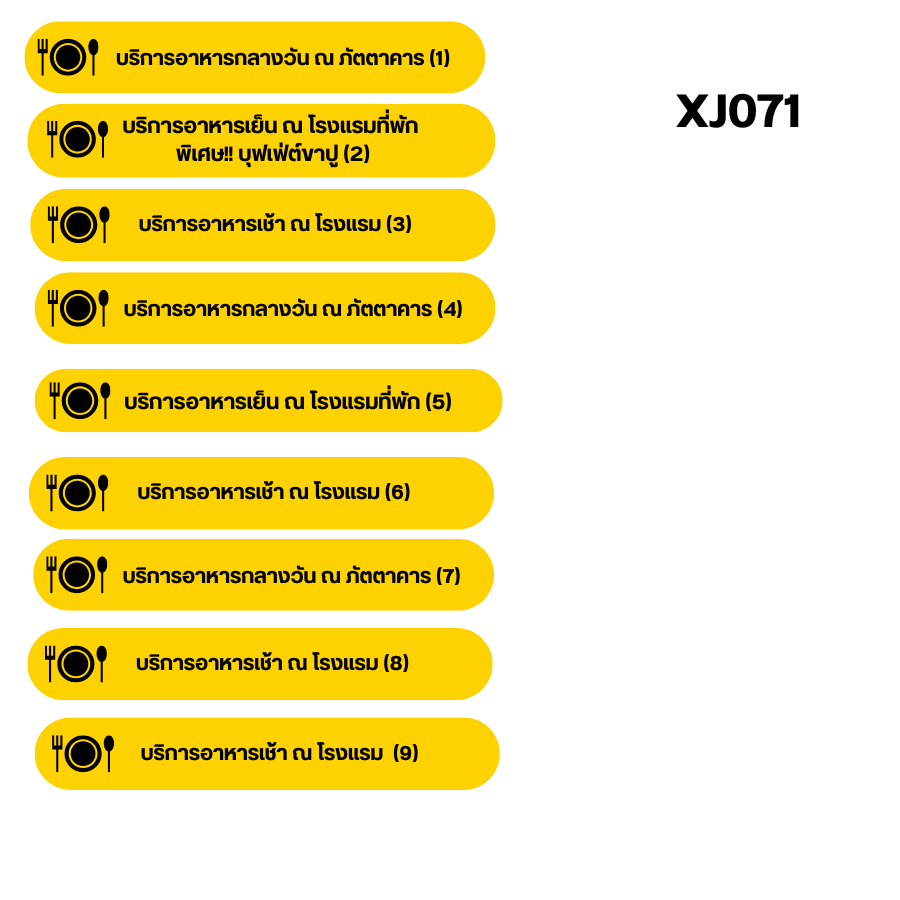 บริการอาหารกลางวัน ณ ภัตตาคาร (1)
XJ071
บริการอาหารเย็น ณ โรงแรมที่พัก
พิเศษ!! บุฟเฟ่ต์ขาปู (2)
บริการอาหารเช้า ณ โรงแรม (3)
บริการอาหารกลางวัน ณ ภัตตาคาร (4)
บริการอาหารเย็น ณ โรงแรมที่พัก (5)
บริการอาหารเช้า ณ โรงแรม (6)
บริการอาหารกลางวัน ณ ภัตตาคาร (7)
บริการอาหารเช้า ณ โรงแรม (8)
บริการอาหารเช้า ณ โรงแรม (9)